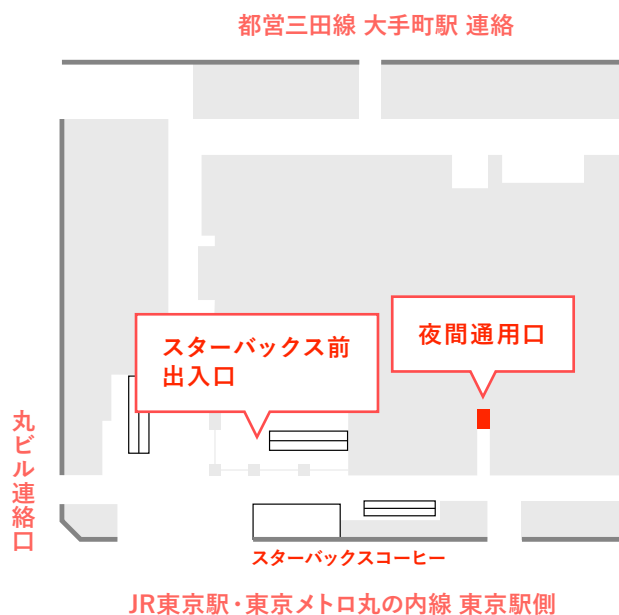 都営三田線 大手町駅 連絡
夜間通用口
スターバックス前
出入口
丸ビル連絡口
スターバックスコーヒー
JR東京駅・東京メトロ丸の内線 東京駅側